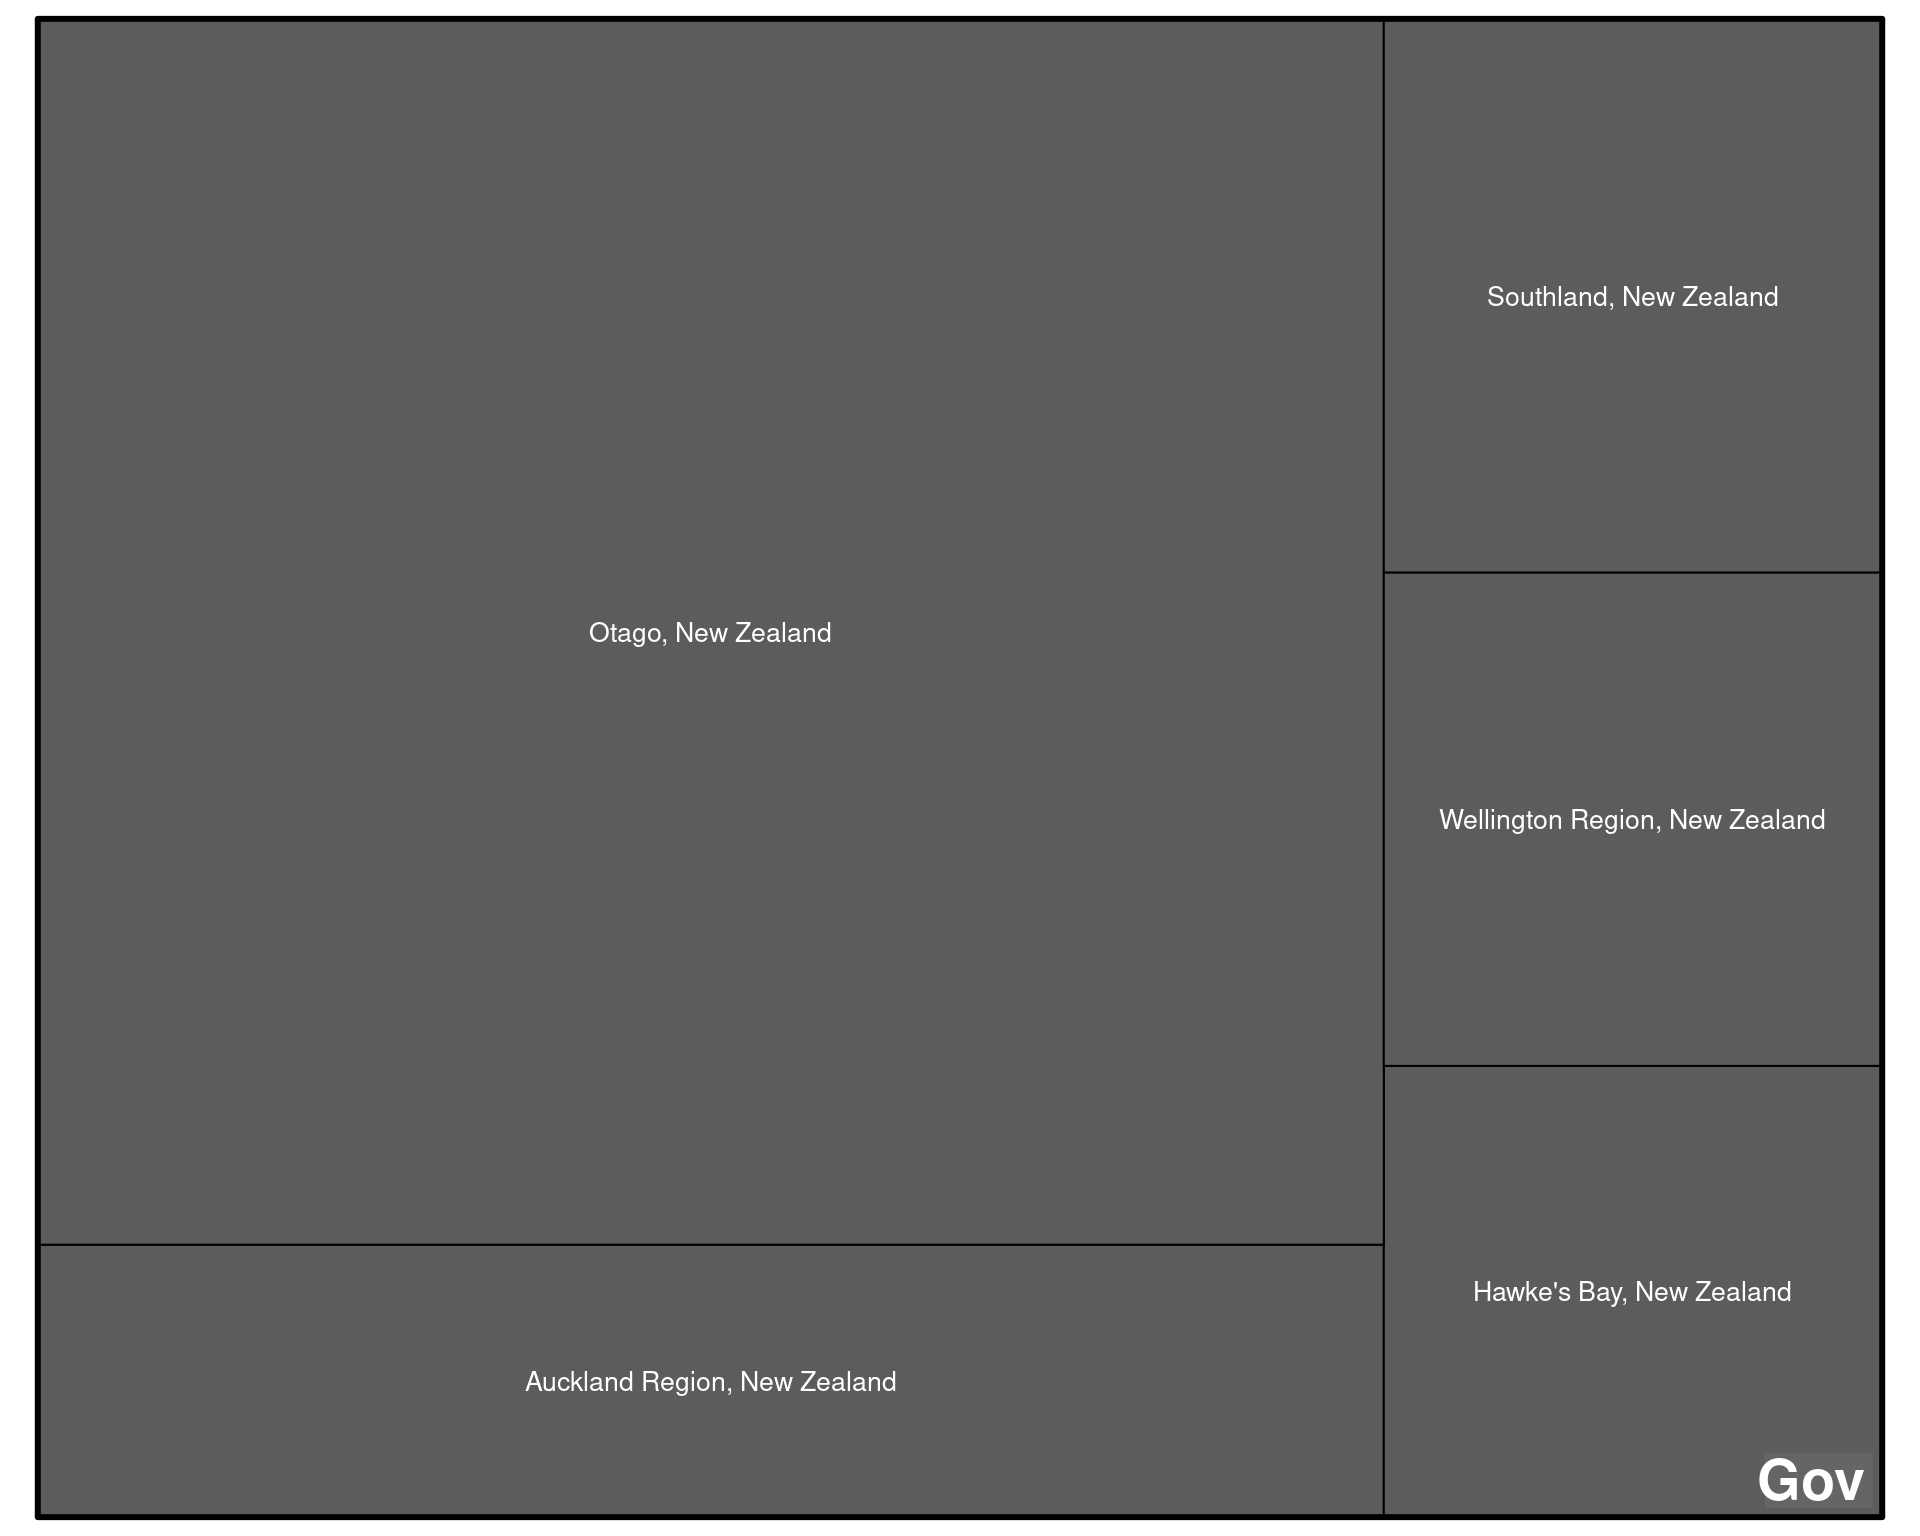 Otago, New Zealand
Auckland Region, New Zealand
Southland, New Zealand
Wellington Region, New Zealand
Hawke's Bay, New Zealand
Gov